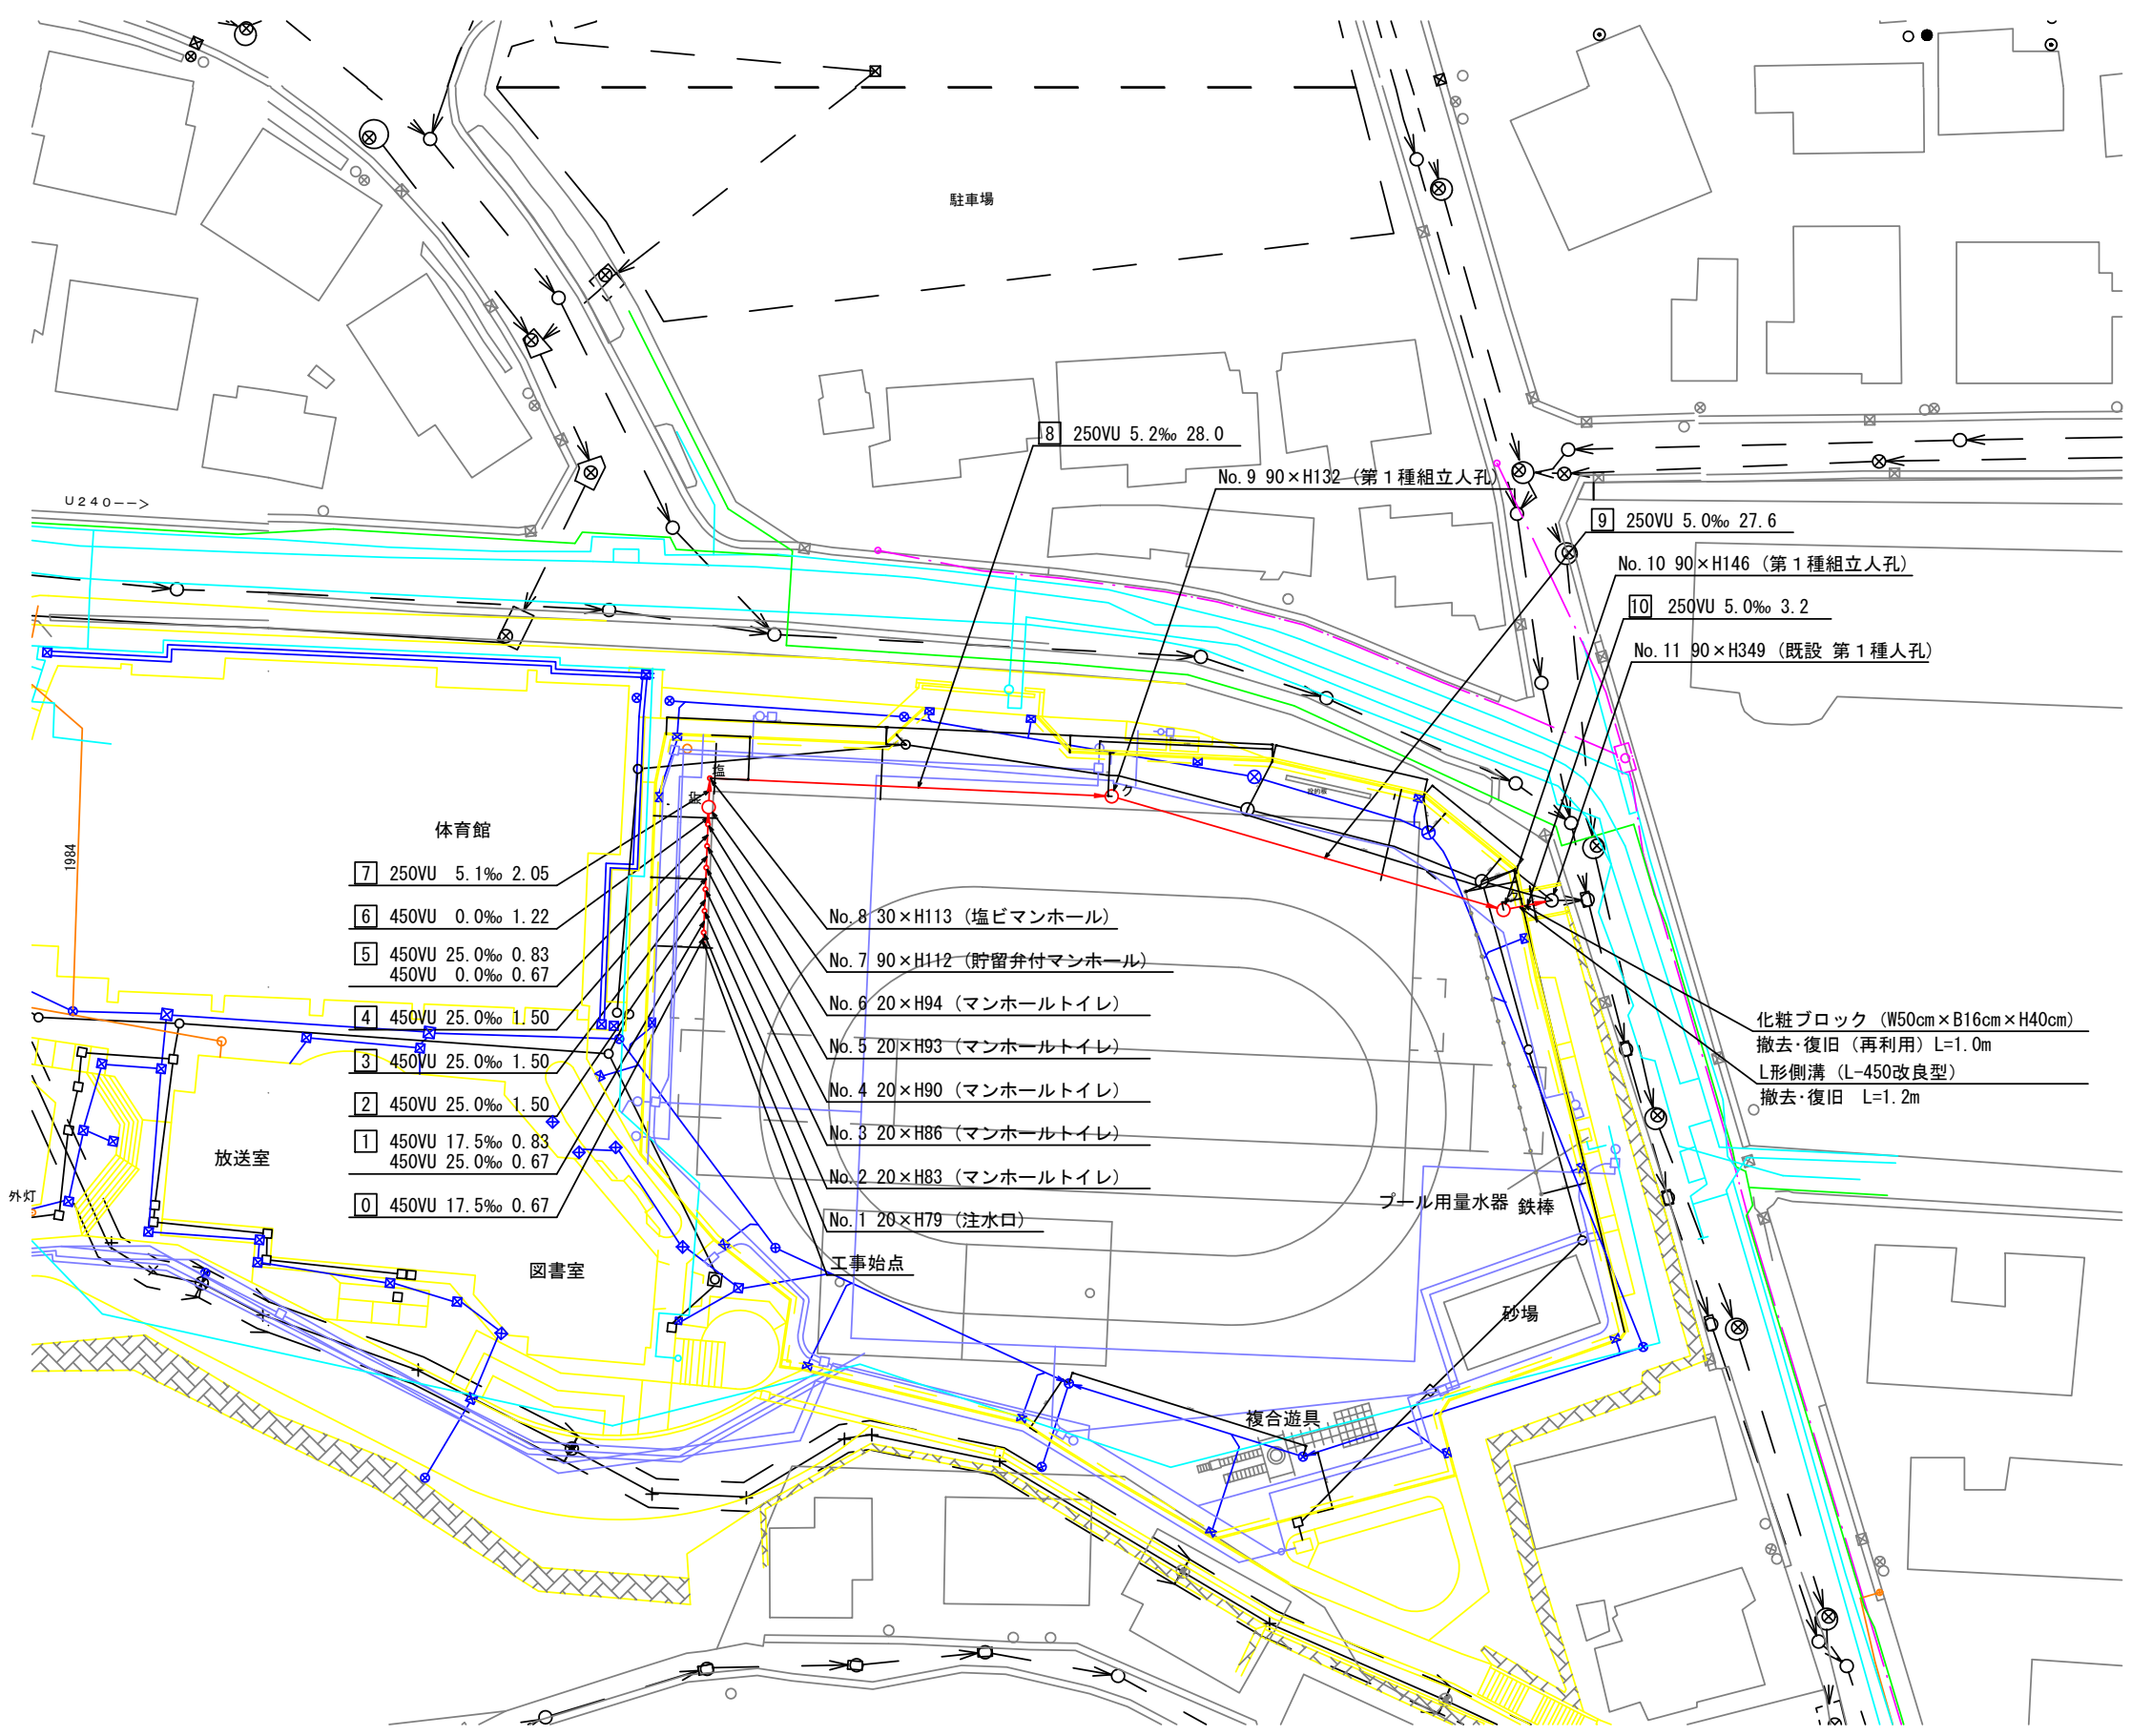 駐車場
8 250VU 5.2‰ 28.0
No.9 90×H132（第１種組立人孔）
U240-->
9 250VU 5.0‰ 27.6
No.10 90×H146（第１種組立人孔）
10 250VU 5.0‰ 3.2
No.11 90×H349（既設 第１種人孔）
塩
ク
体育館
1984
7 250VU 5.1‰ 2.05
6 450VU 0.0‰ 1.22
5 450VU 25.0‰ 0.83
450VU 0.0‰ 0.67
4 450VU 25.0‰ 1.50
3 450VU 25.0‰ 1.50
2 450VU 25.0‰ 1.50
1 450VU 17.5‰ 0.83
450VU 25.0‰ 0.67
0 450VU 17.5‰ 0.67
No.8 30×H113（塩ビマンホール）
No.7 90×H112（貯留弁付マンホール）
No.6 20×H94（マンホールトイレ）
No.5 20×H93（マンホールトイレ）
No.4 20×H90（マンホールトイレ）
No.3 20×H86（マンホールトイレ）
No.2 20×H83（マンホールトイレ）
No.1 20×H79（注水口）
工事始点
化粧ブロック（W50cm×B16cm×H40cm）
撤去･復旧（再利用）L=1.0m
L形側溝（L-450改良型）
撤去･復旧　L=1.2m
放送室
外灯
図書室
プール用量水器
鉄棒
砂場
複合遊具